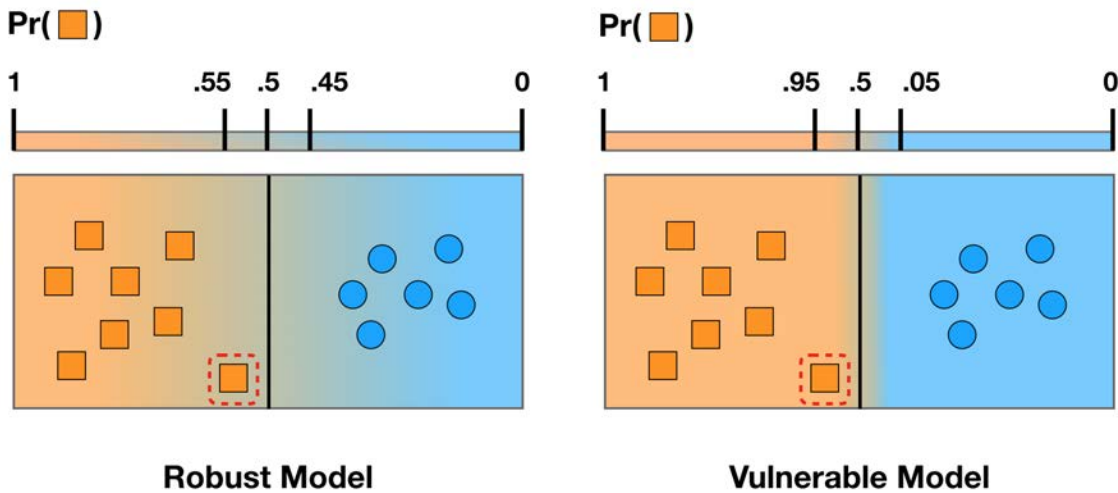 Pr( )
1 .55 .5 .45 0
Robust Model
Pr( )
1 .95 .5 .05 0
Vulnerable Model